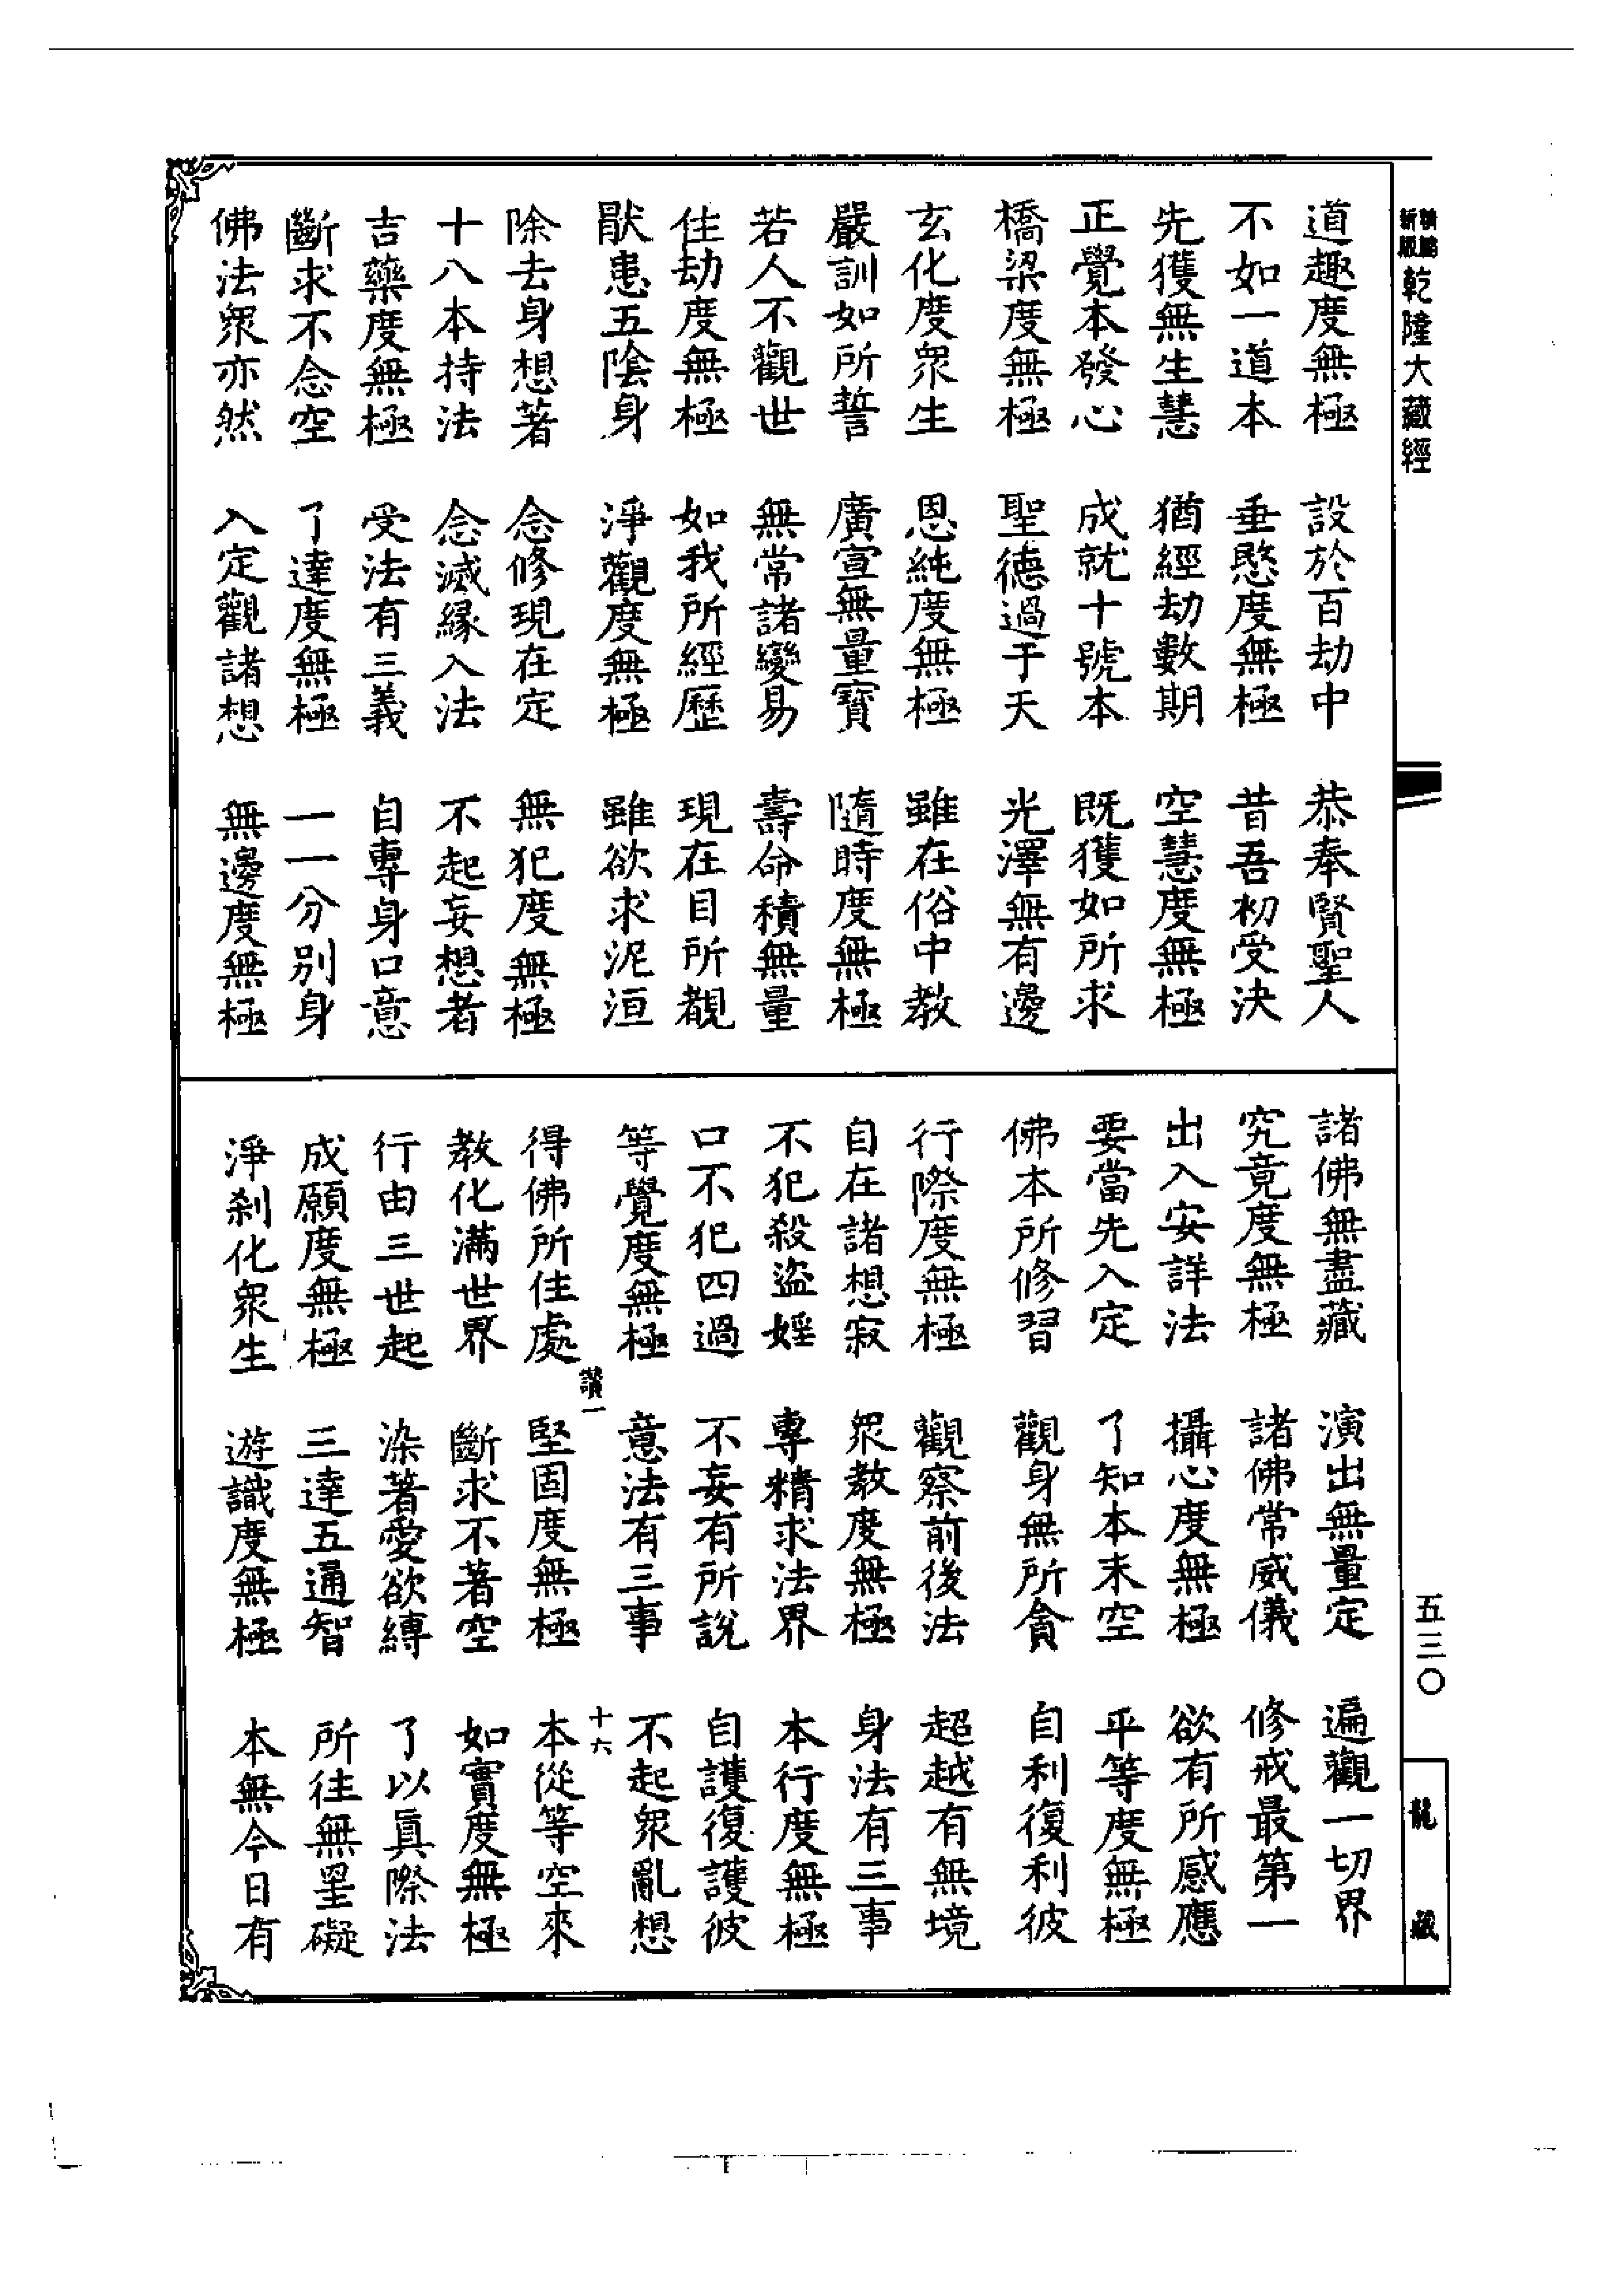 新編
新版
乾隆大藏經
道趣度無極　設於百劫中　恭奉賢聖人
不如一道本　垂愍度無極　昔吾初受決
先獲無生慧　猶經劫數期　空慧度無極
正覺本發心　成就十號本　既獲如所求
橋梁度無極　聖德過于天　光澤無有邊
玄化度眾生　恩純度無極　雖在俗中教
嚴訓如所誓　廣宣無量寶　隨時度無極
若人不觀世　無常諸變易　壽命積無量
住劫度無極　如我所經歷　現在目所覩
厭患五陰身　淨觀度無極　雖欲求泥洹
除去身想著　念修現在定　無犯度無極
十八本持法　念滅緣入法　不起妄想者
吉藥度無極　受法有三義　自專身口意
斷求不念空　了達度無極　一一分別身
佛法眾亦然　入定觀諸想　無邊度無極
諸佛無盡藏　演出無量定　遍觀一切界
究竟度無極　諸佛常威儀　修戒最第一
出入安詳法　攝心度無極　欲有所感應
要當先入定　了知本末空　平等度無極
佛本所修習　觀身無所貪　自利復利彼
行際度無極　觀察前後法　超越有無境
自在諸想寂　眾教度無極　身法有三事
不犯殺盜婬　專精求法界　本行度無極
口不犯四過　不妄有所說　自護復護彼
等覺度無極　意法有三事　不起眾亂想
讚一　十六
得佛所住處　堅固度無極　本從等空來
教化滿世界　斷求不著空　如實度無極
行由三世起　染著愛欲縛　了以真際法
成願度無極　三達五通智　所往無罣礙
淨剎化眾生　遊識度無極　本無今日有
五三〇
龍藏